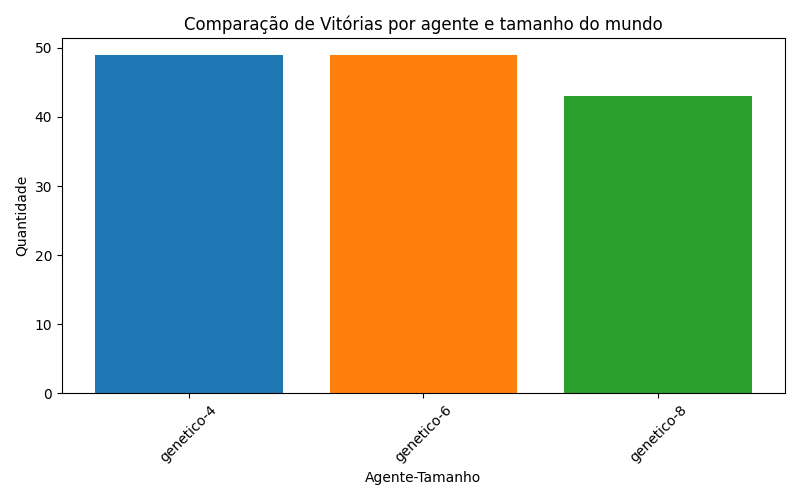 Comparação de Vitórias por agente e tamanho do mundo
Quantidade
50
40
30
20
10
0
genetico-4
genetico-6
genetico-8
Agente-Tamanho